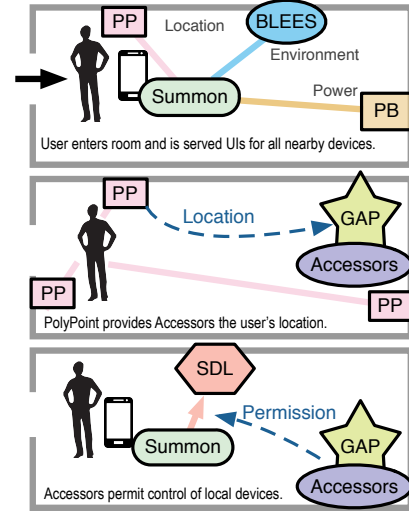 PP
Location
BLEES
Environment
Summon
Power
PB
User enters room and is served UIs for all nearby devices.
PP
Location
GAP
Accessors
PP
PP
PolyPoint provides Accessors the user's location.
SDL
Permission
Summon
GAP
Accessors
Accessors permit control of local devices.